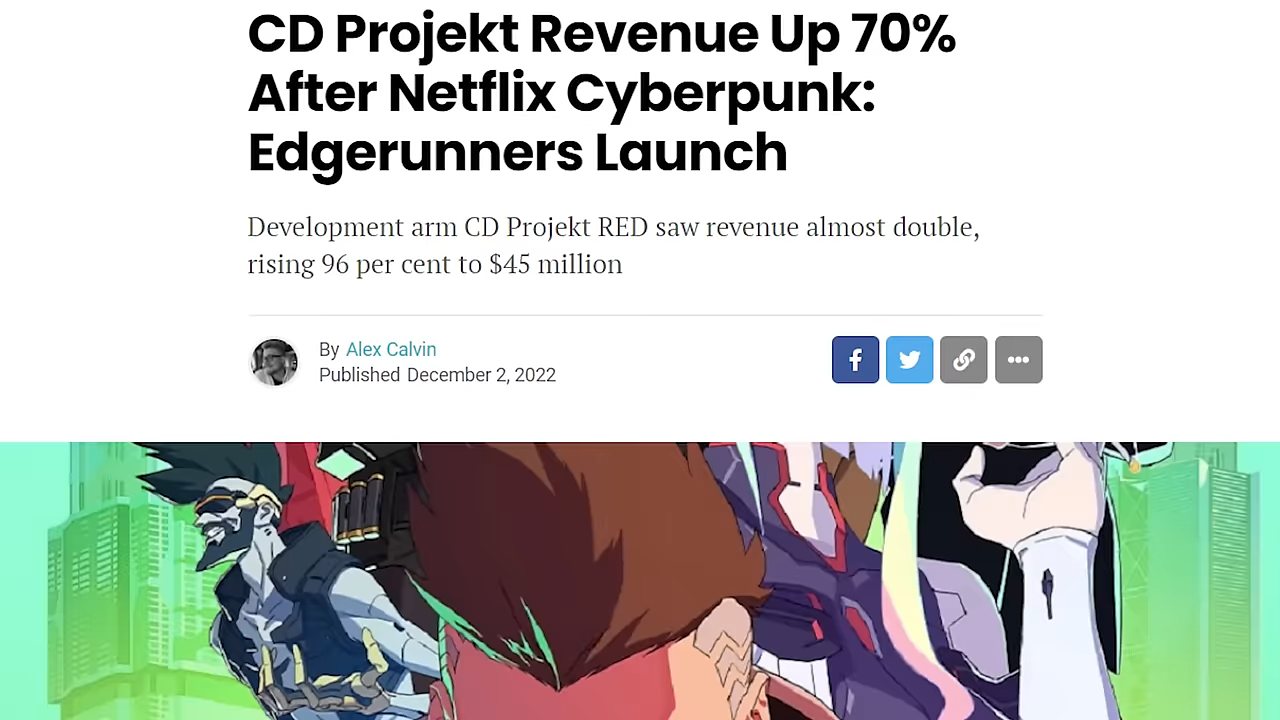 CD Projekt Revenue Up 70%
After Netflix Cyberpunk:
Edgerunners Launch
Development arm CD Projekt RED saw revenue almost double,
rising 96 per cent to $45 million
By Alex Calvin
Published December 2, 2022